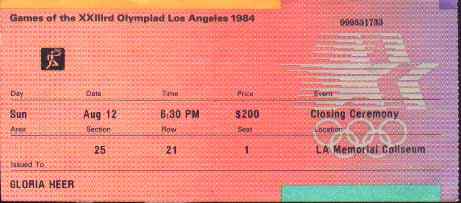 Games of the XXIIIrd Olympiad Los Angeles 1984
Day Date Time Price Event
Sun Aug 12 6:30 PM $200 Closing Ceremony
Area Section Row Seat Location
25 21 1 LA Memorial Coliseum
Issued To
GLORIA HEER